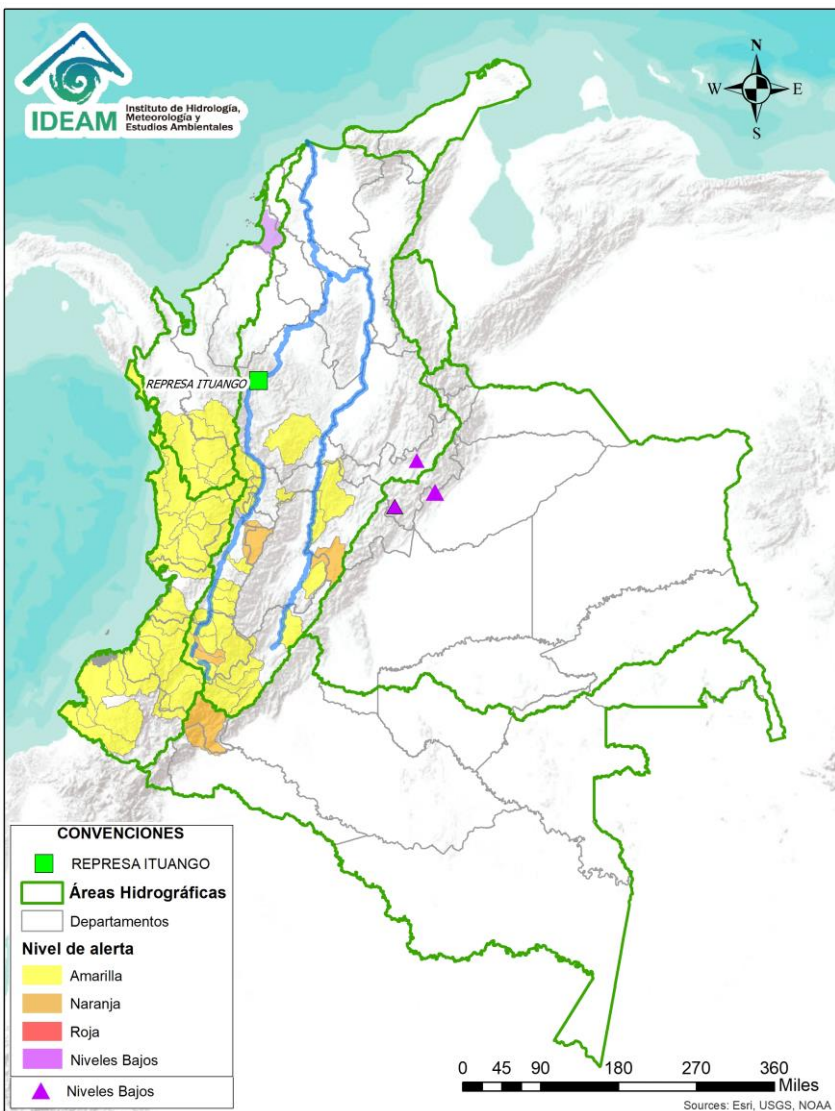 IDEAM
Instituto de Hidrología,
Meteorología y
Estudios Ambientales
N
W
E
S
REPRESA ITUANGO
CONVENCIONES
REPRESA ITUANGO
Áreas Hidrográficas
Departamentos
Nivel de alerta
Amarilla
Naranja
Roja
Niveles Bajos
Niveles Bajos
0 45 90 180 270 360
Miles
Sources: Esri, USGS, NOAA